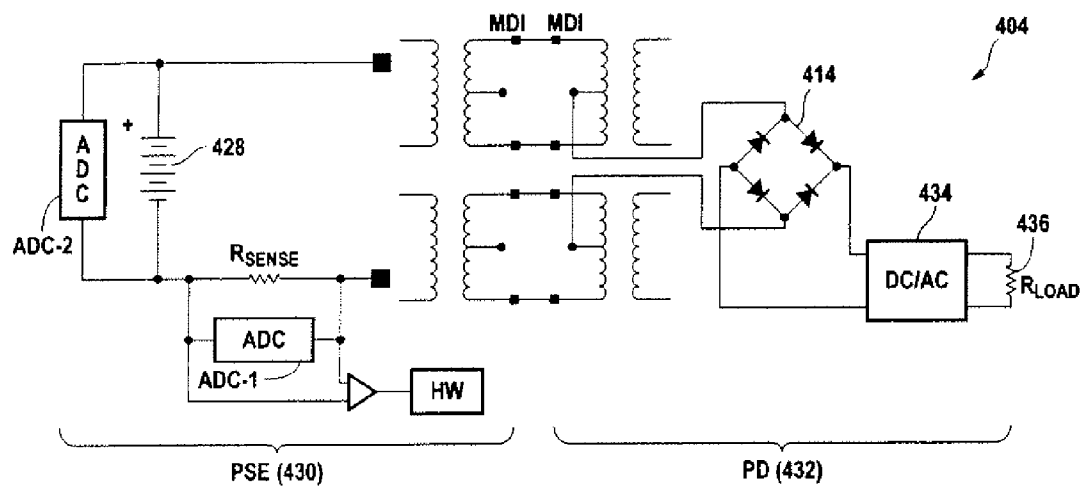 MDI MDI
404
414
+
ADC
428
ADC-2
RSENSE
434
436
DC/AC
RLOAD
ADC
ADC-1
HW
PSE (430)
PD (432)